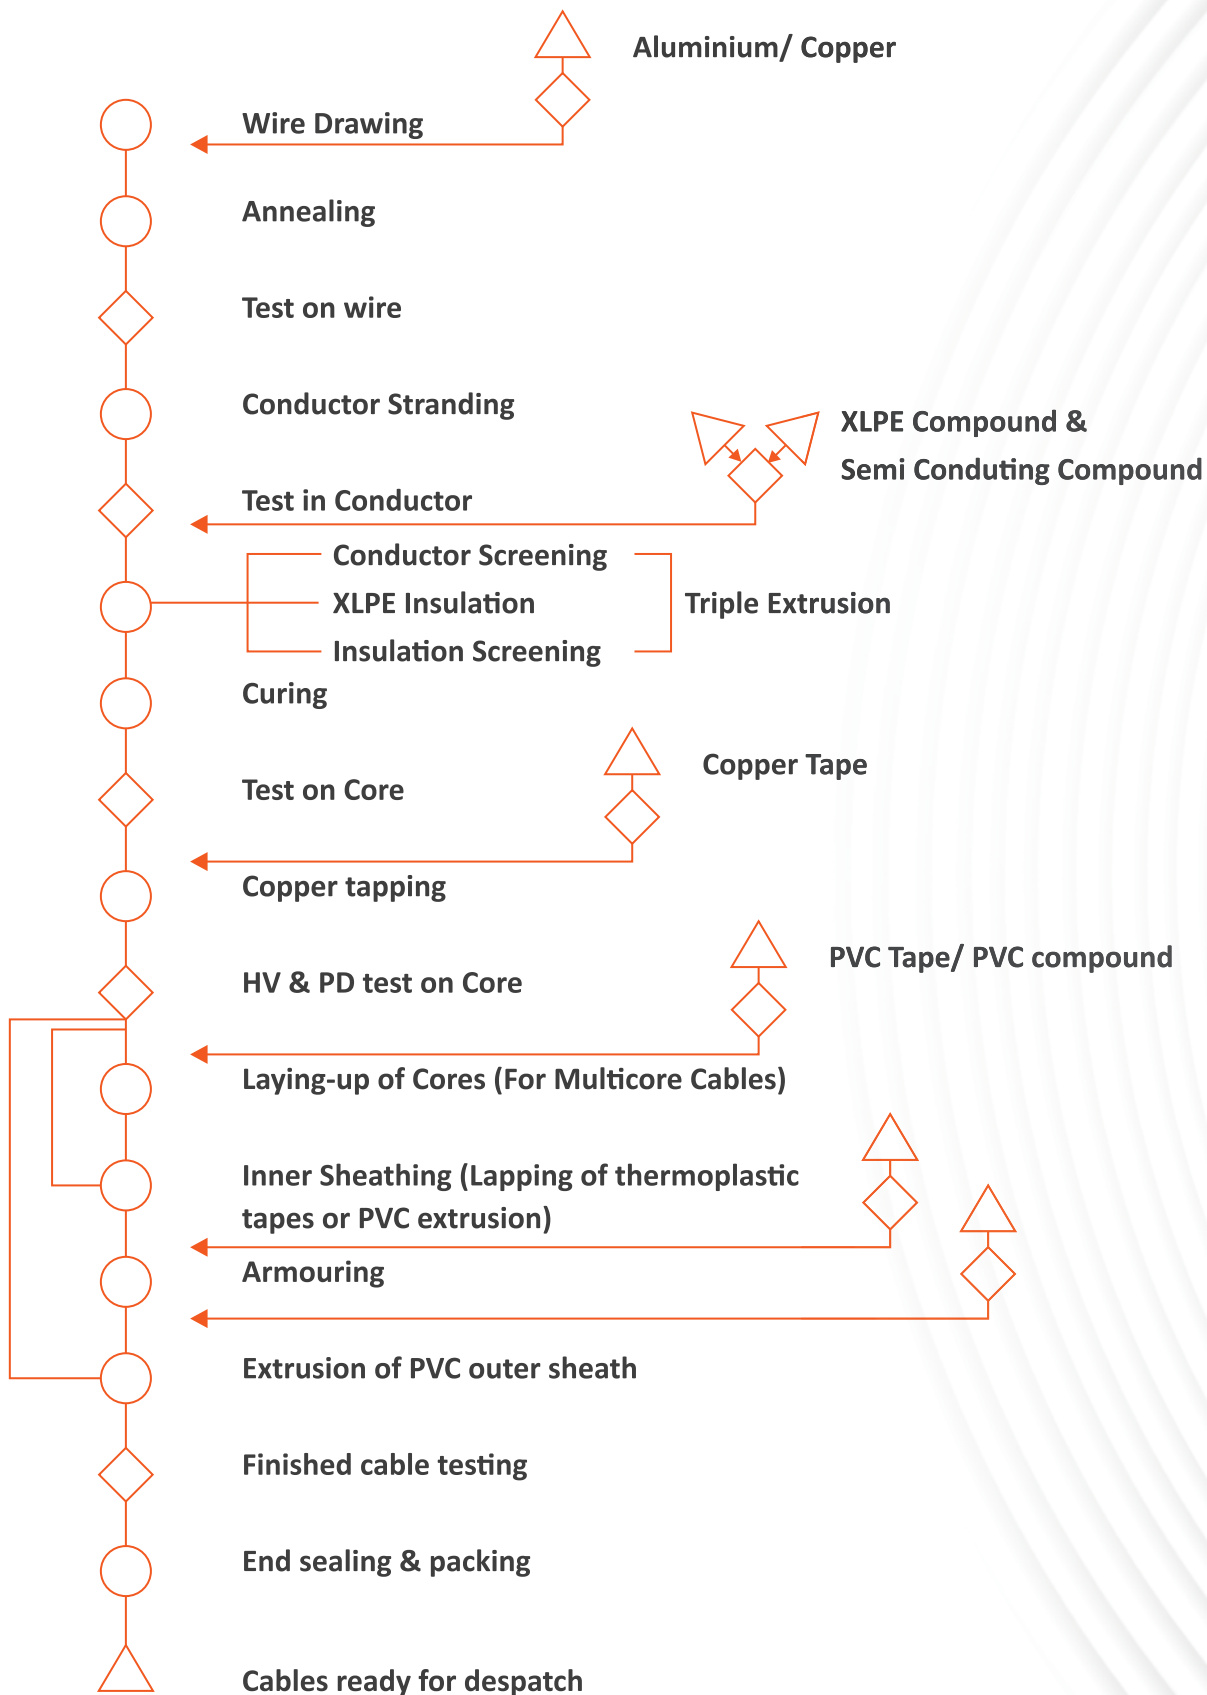 Aluminium/ Copper
Wire Drawing
Annealing
Test on wire
Conductor Stranding
XLPE Compound &
Semi Conduting Compound
Test in Conductor
Conductor Screening
XLPE Insulation
Triple Extrusion
Insulation Screening
Curing
Copper Tape
Test on Core
Copper tapping
PVC Tape/ PVC compound
HV & PD test on Core
Laying-up of Cores (For Multicore Cables)
Inner Sheathing (Lapping of thermoplastic
tapes or PVC extrusion)
Armouring
Extrusion of PVC outer sheath
Finished cable testing
End sealing & packing
Cables ready for despatch